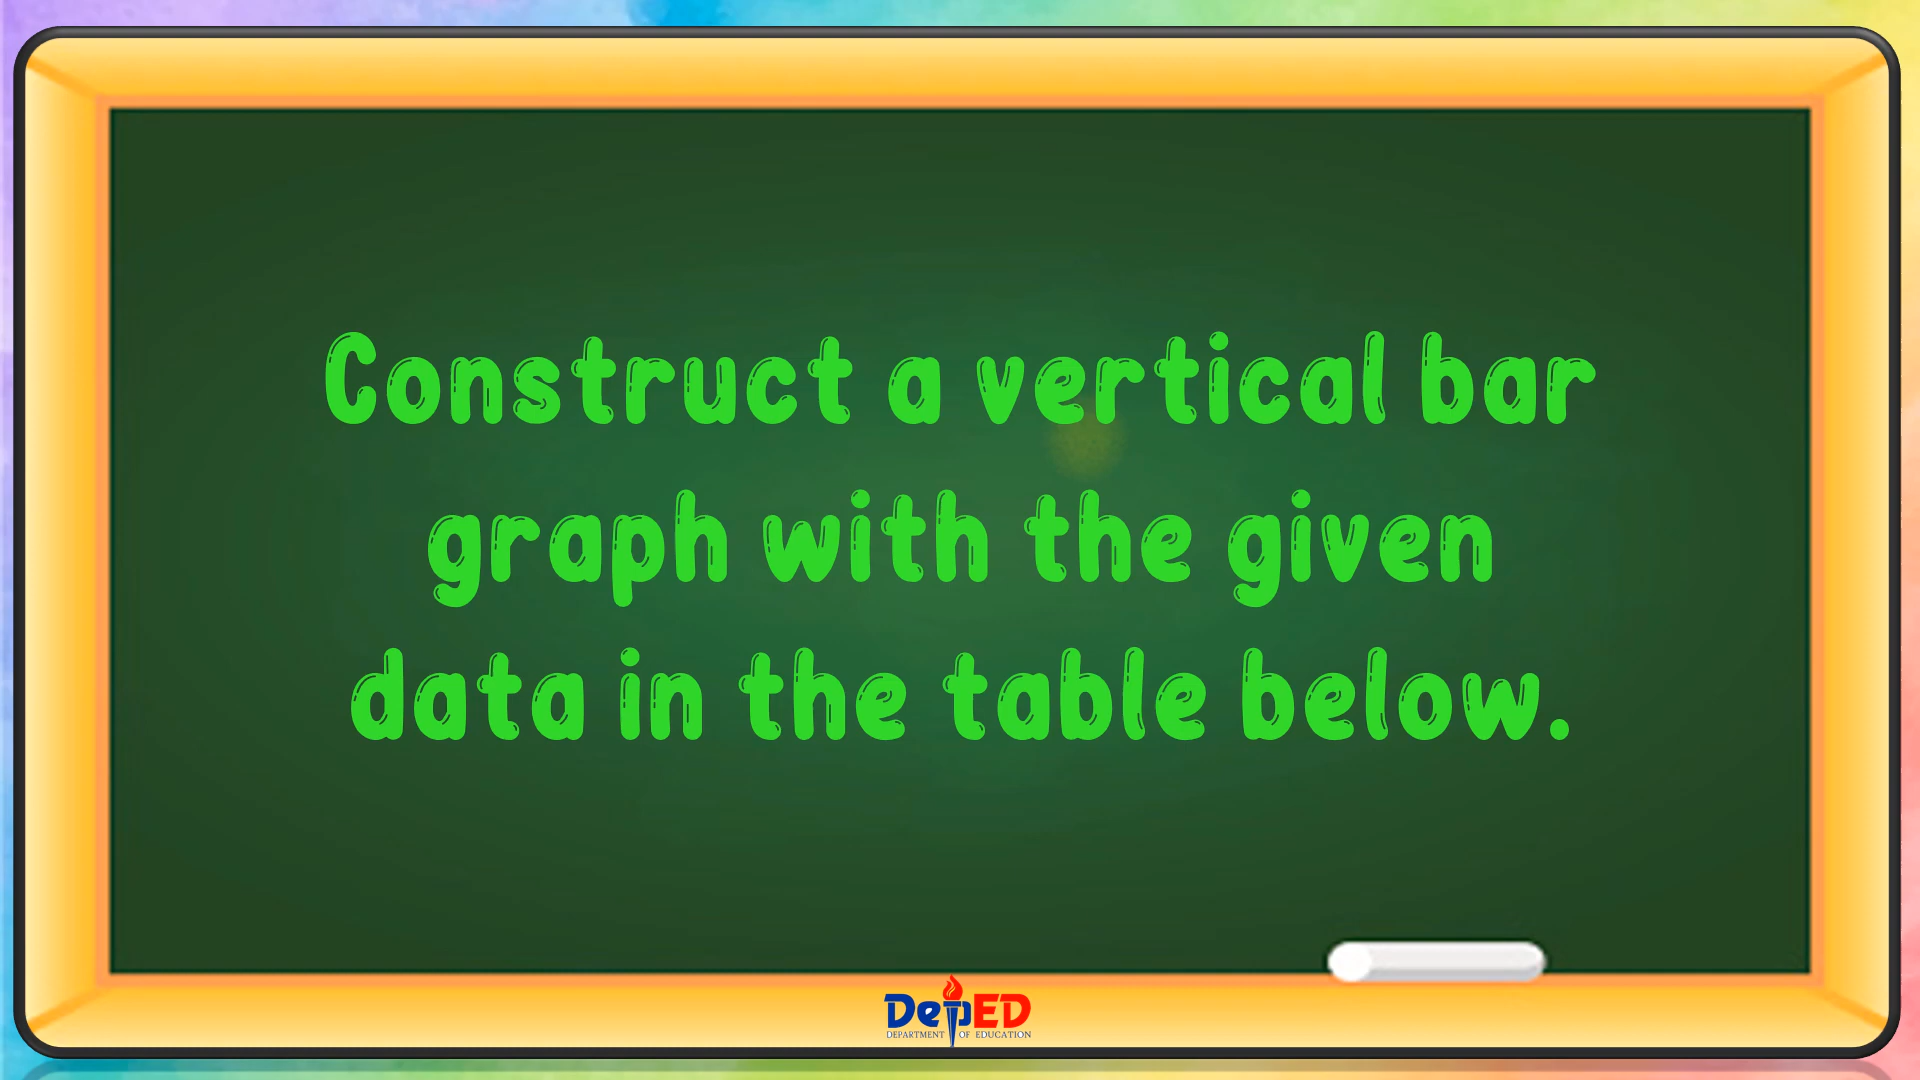 Construct a vertical bar
graph with the given
data in the table below.
DepED
DEPARTMENT OF EDUCATION